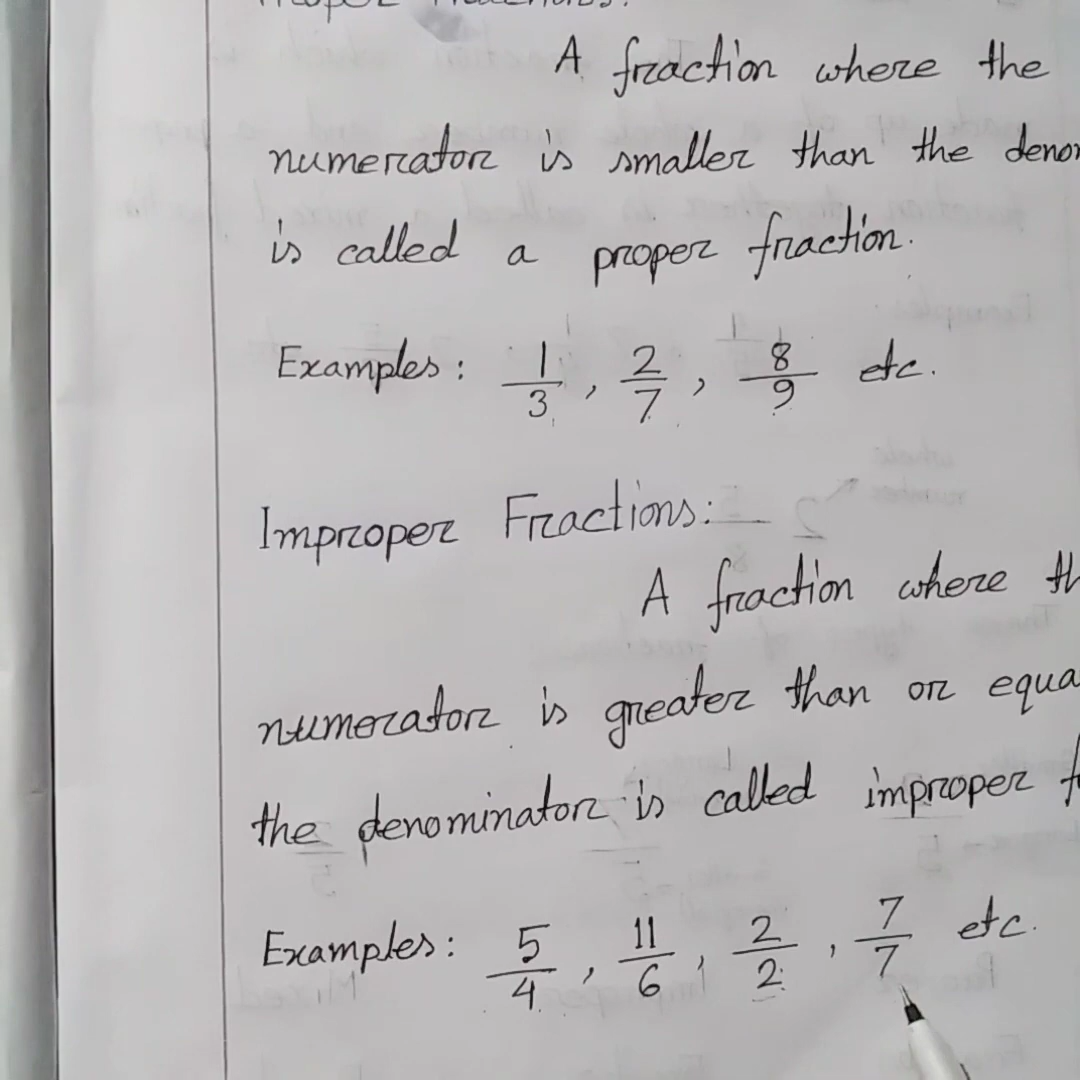 A fraction where the
numerator is smaller than the
is called a proper fraction.
Examples: 1/3, 2/7, 8/9 etc.
Improper Fractions:
A fraction where
numerator is greater than or
the denominator is called improper
Examples: 5/4, 11/6, 2/2, 7/7 etc.